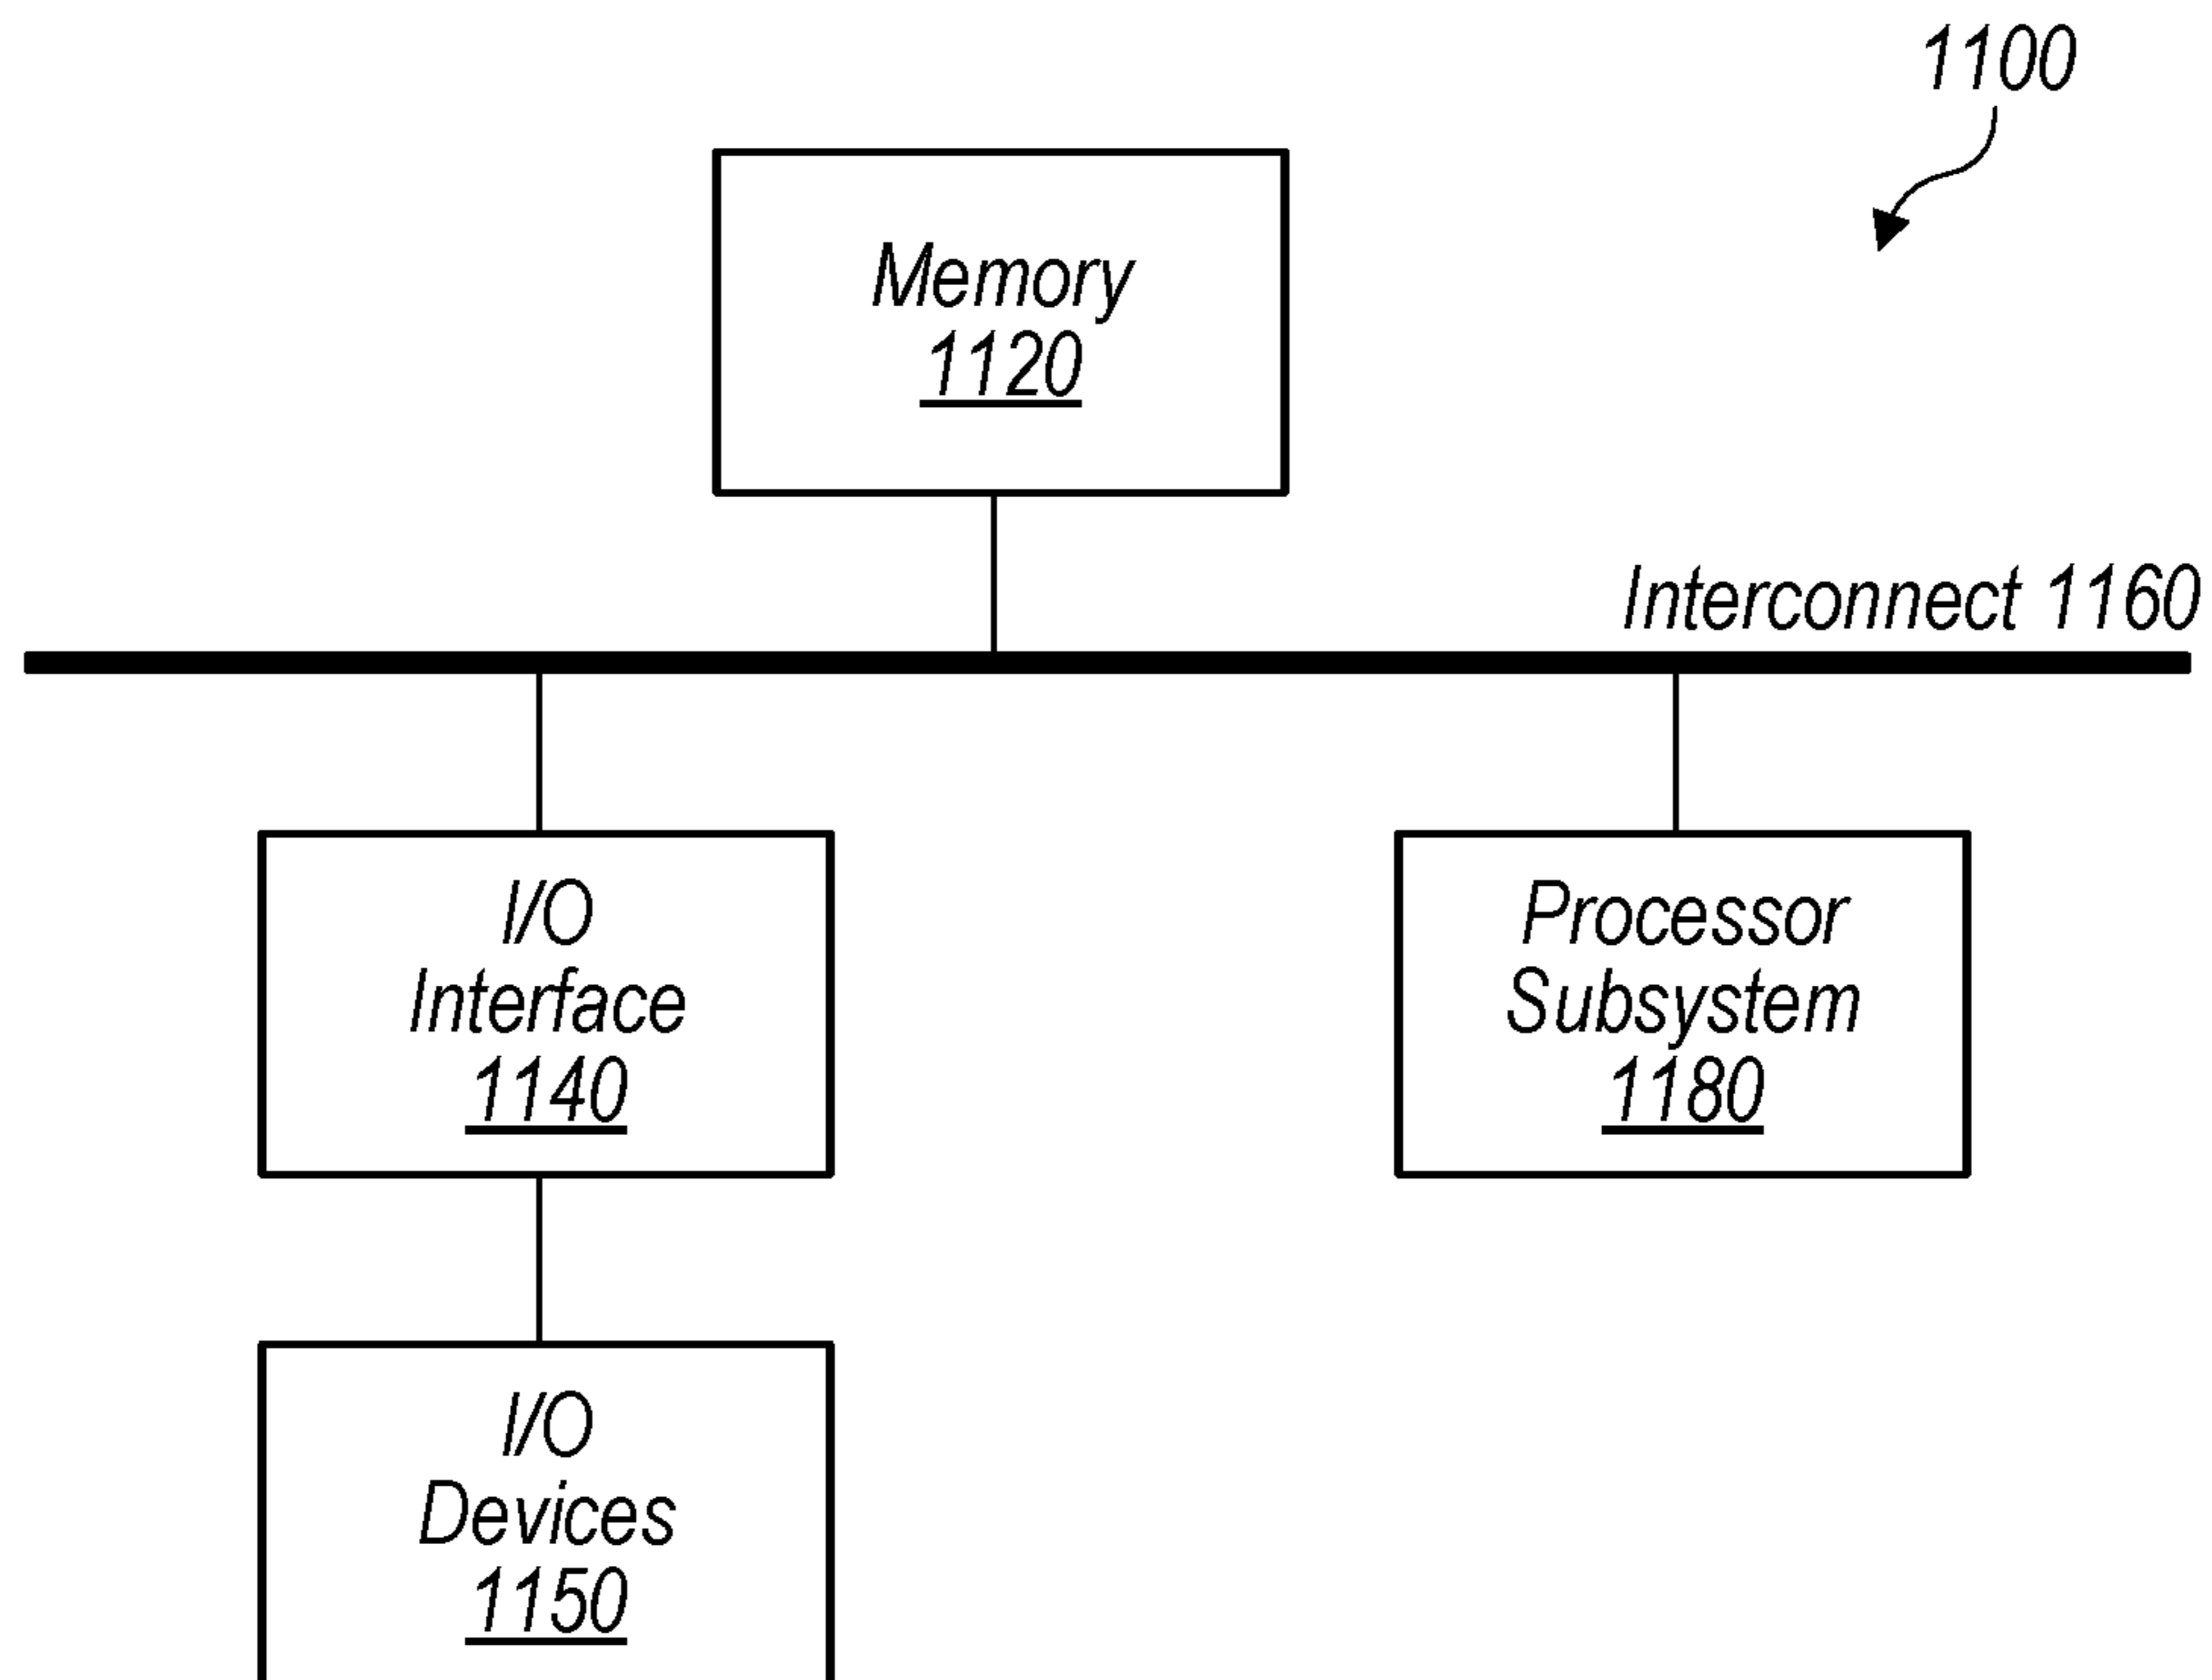 1100
Memory
1120
Interconnect 1160
I/O
Interface
1140
Processor
Subsystem
1180
I/O
Devices
1150